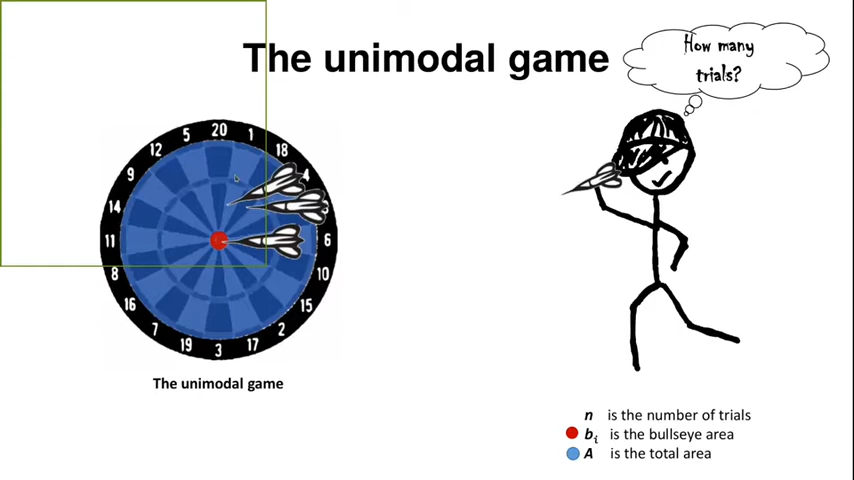 The unimodal game
How many
trials?
20
1
18
4
6
10
15
2
17
3
19
7
16
8
11
14
9
12
5
The unimodal game
n is the number of trials
bᵢ is the bullseye area
A is the total area